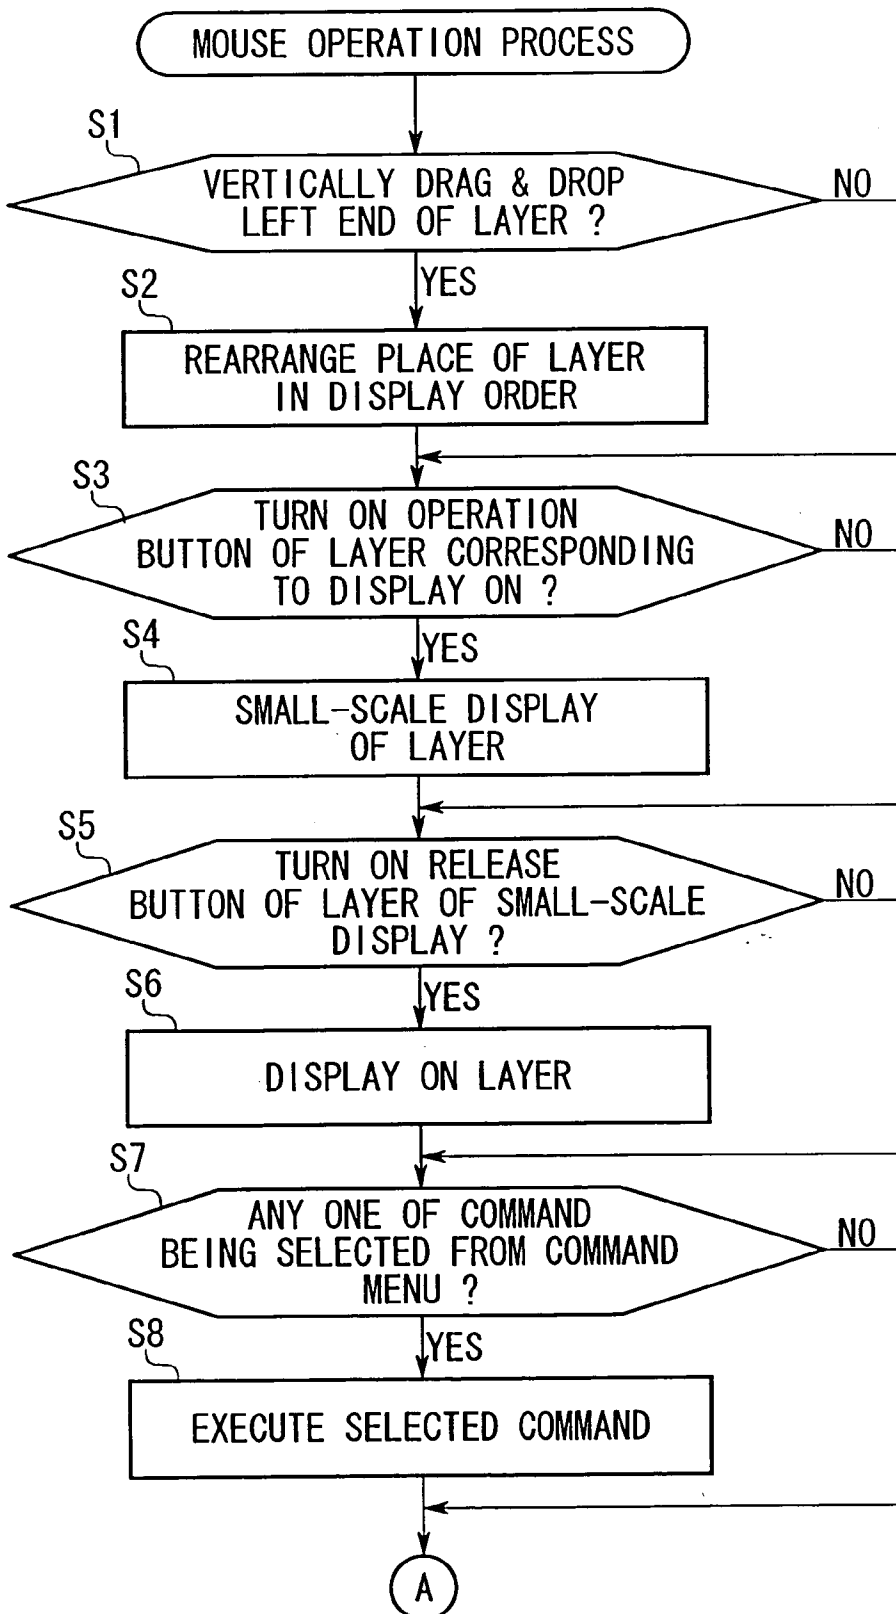 MOUSE OPERATION PROCESS
S1
VERTICALLY DRAG & DROP
LEFT END OF LAYER ?
NO
YES
S2
REARRANGE PLACE OF LAYER
IN DISPLAY ORDER
S3
TURN ON OPERATION
BUTTON OF LAYER CORRESPONDING
TO DISPLAY ON ?
NO
YES
S4
SMALL-SCALE DISPLAY
OF LAYER
S5
TURN ON RELEASE
BUTTON OF LAYER OF SMALL-SCALE
DISPLAY ?
NO
YES
S6
DISPLAY ON LAYER
S7
ANY ONE OF COMMAND
BEING SELECTED FROM COMMAND
MENU ?
NO
YES
S8
EXECUTE SELECTED COMMAND
A